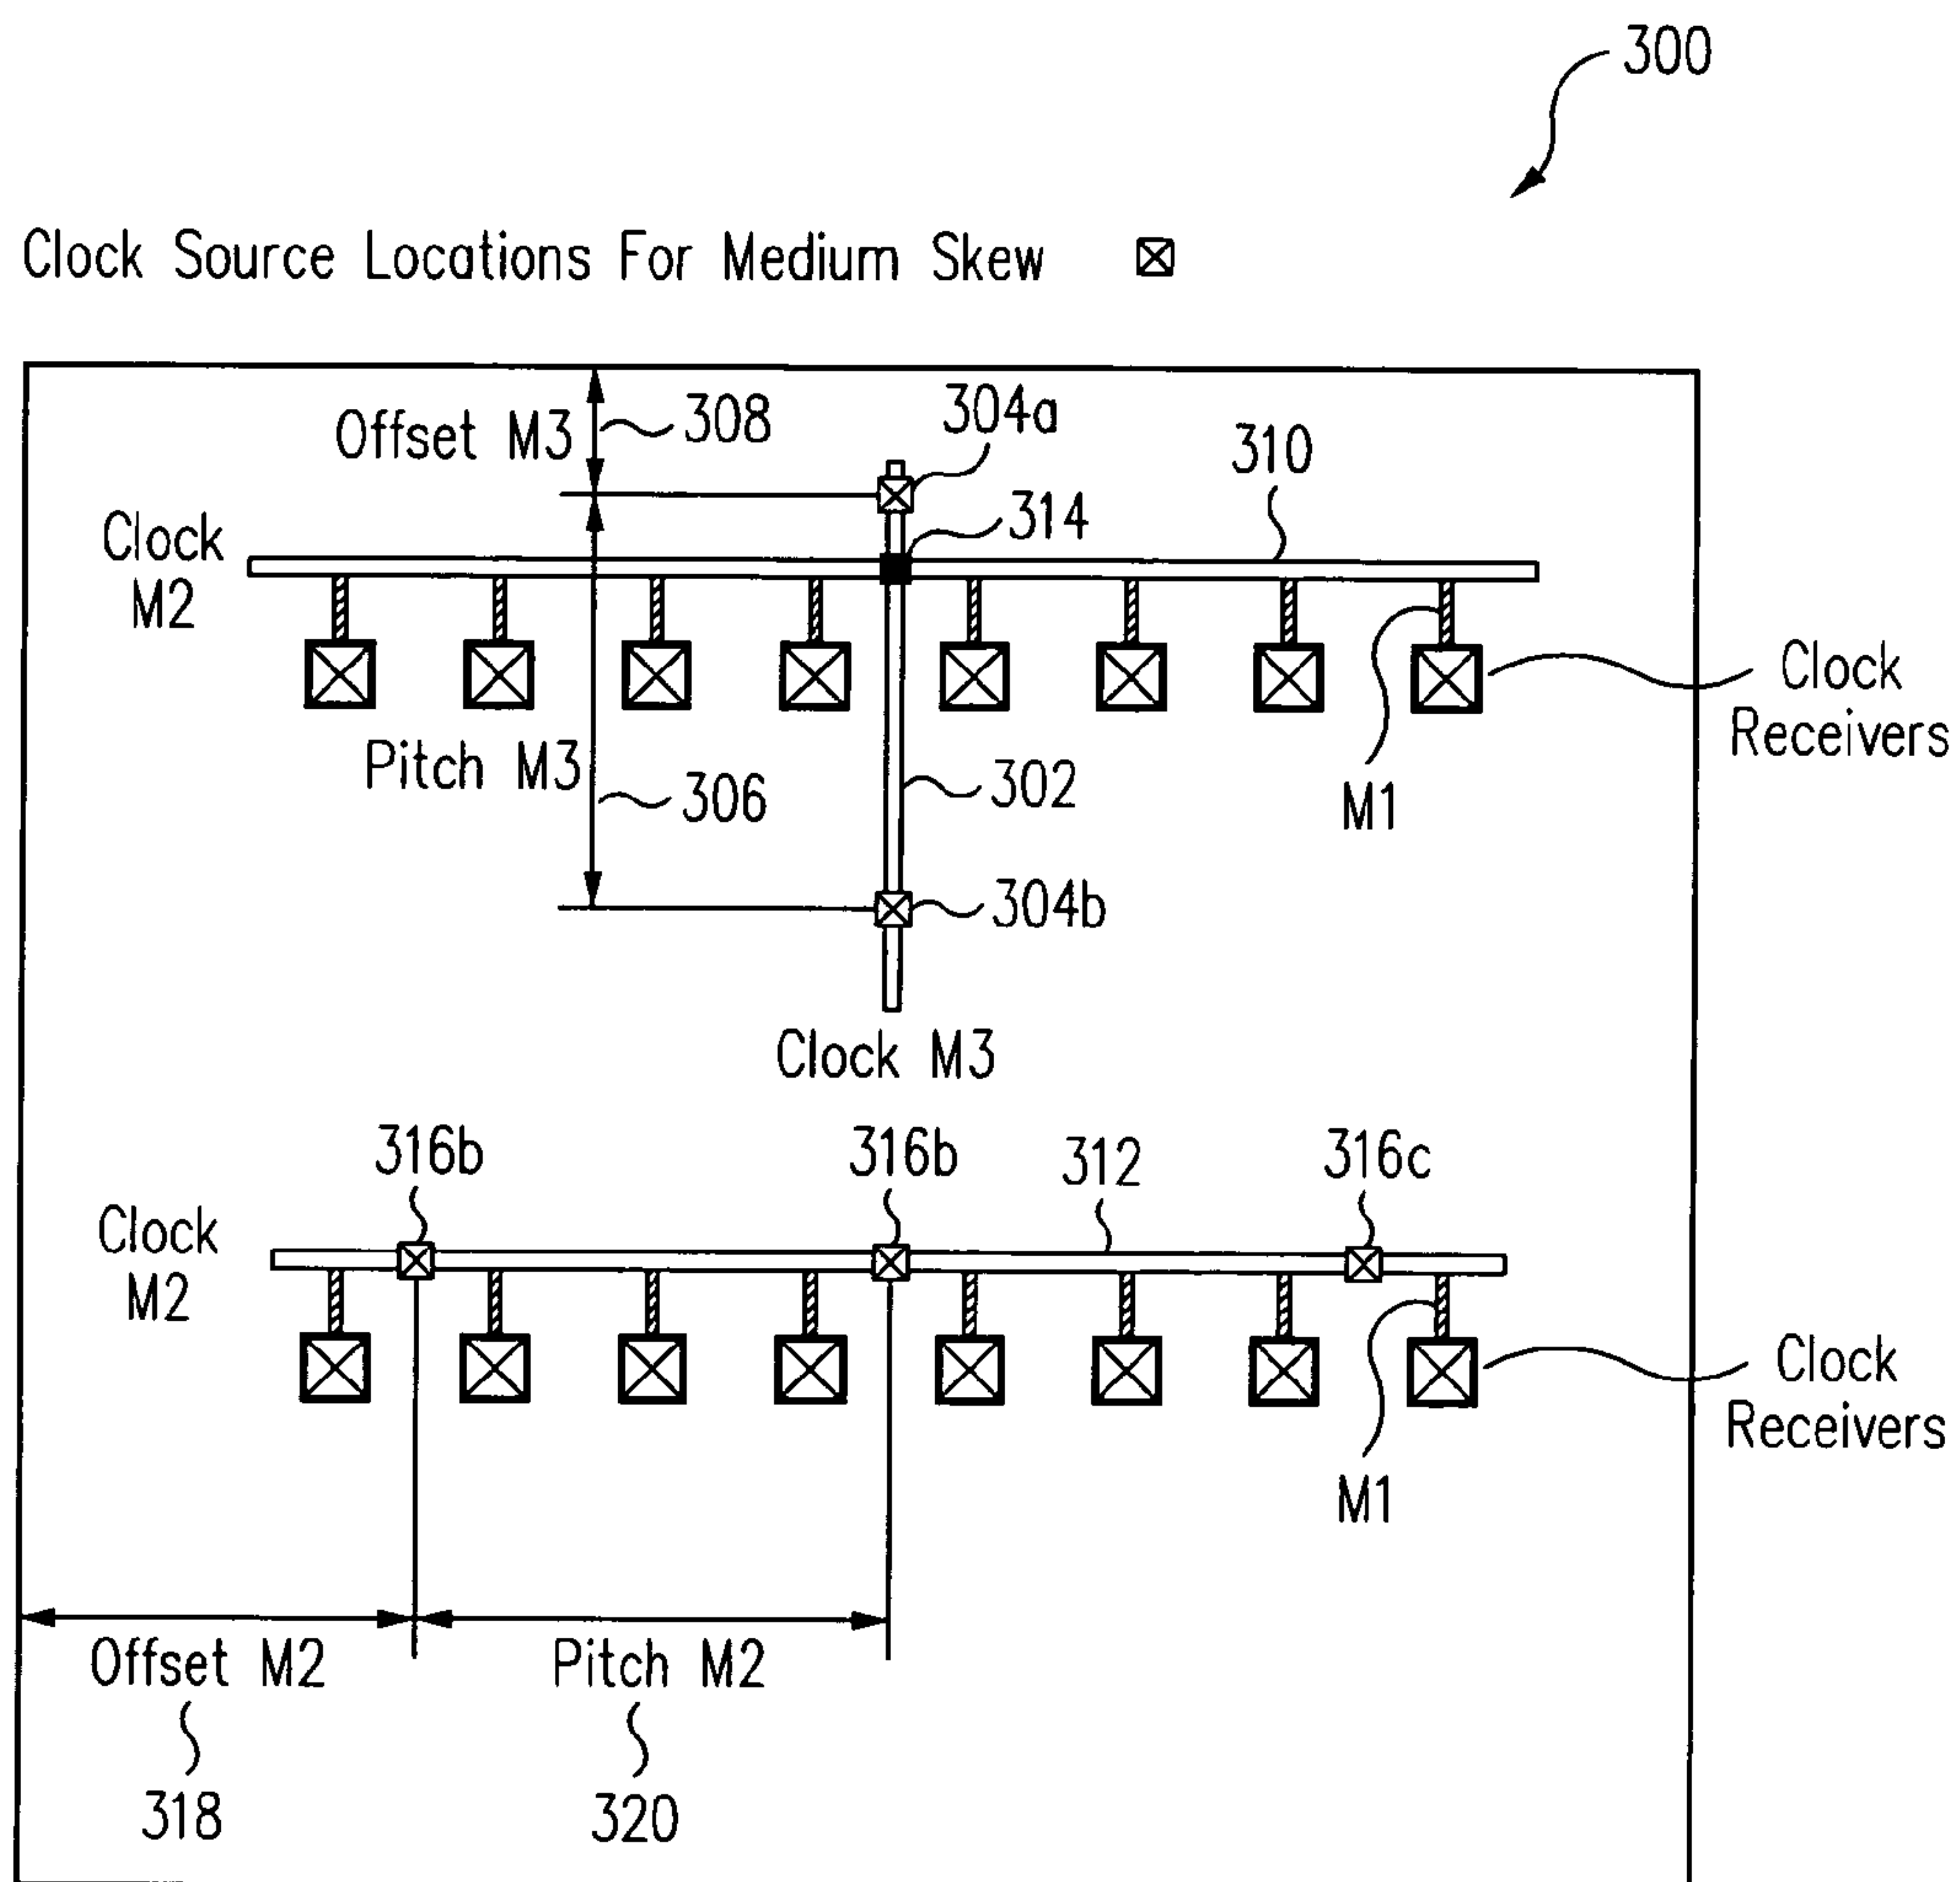 300
Clock Source Locations For Medium Skew
Offset M3
308
304a
310
314
Clock
M2
Clock
Receivers
Pitch M3
306
302
M1
304b
Clock M3
316b
316b
312
316c
Clock
M2
Clock
Receivers
M1
Offset M2
Pitch M2
318
320